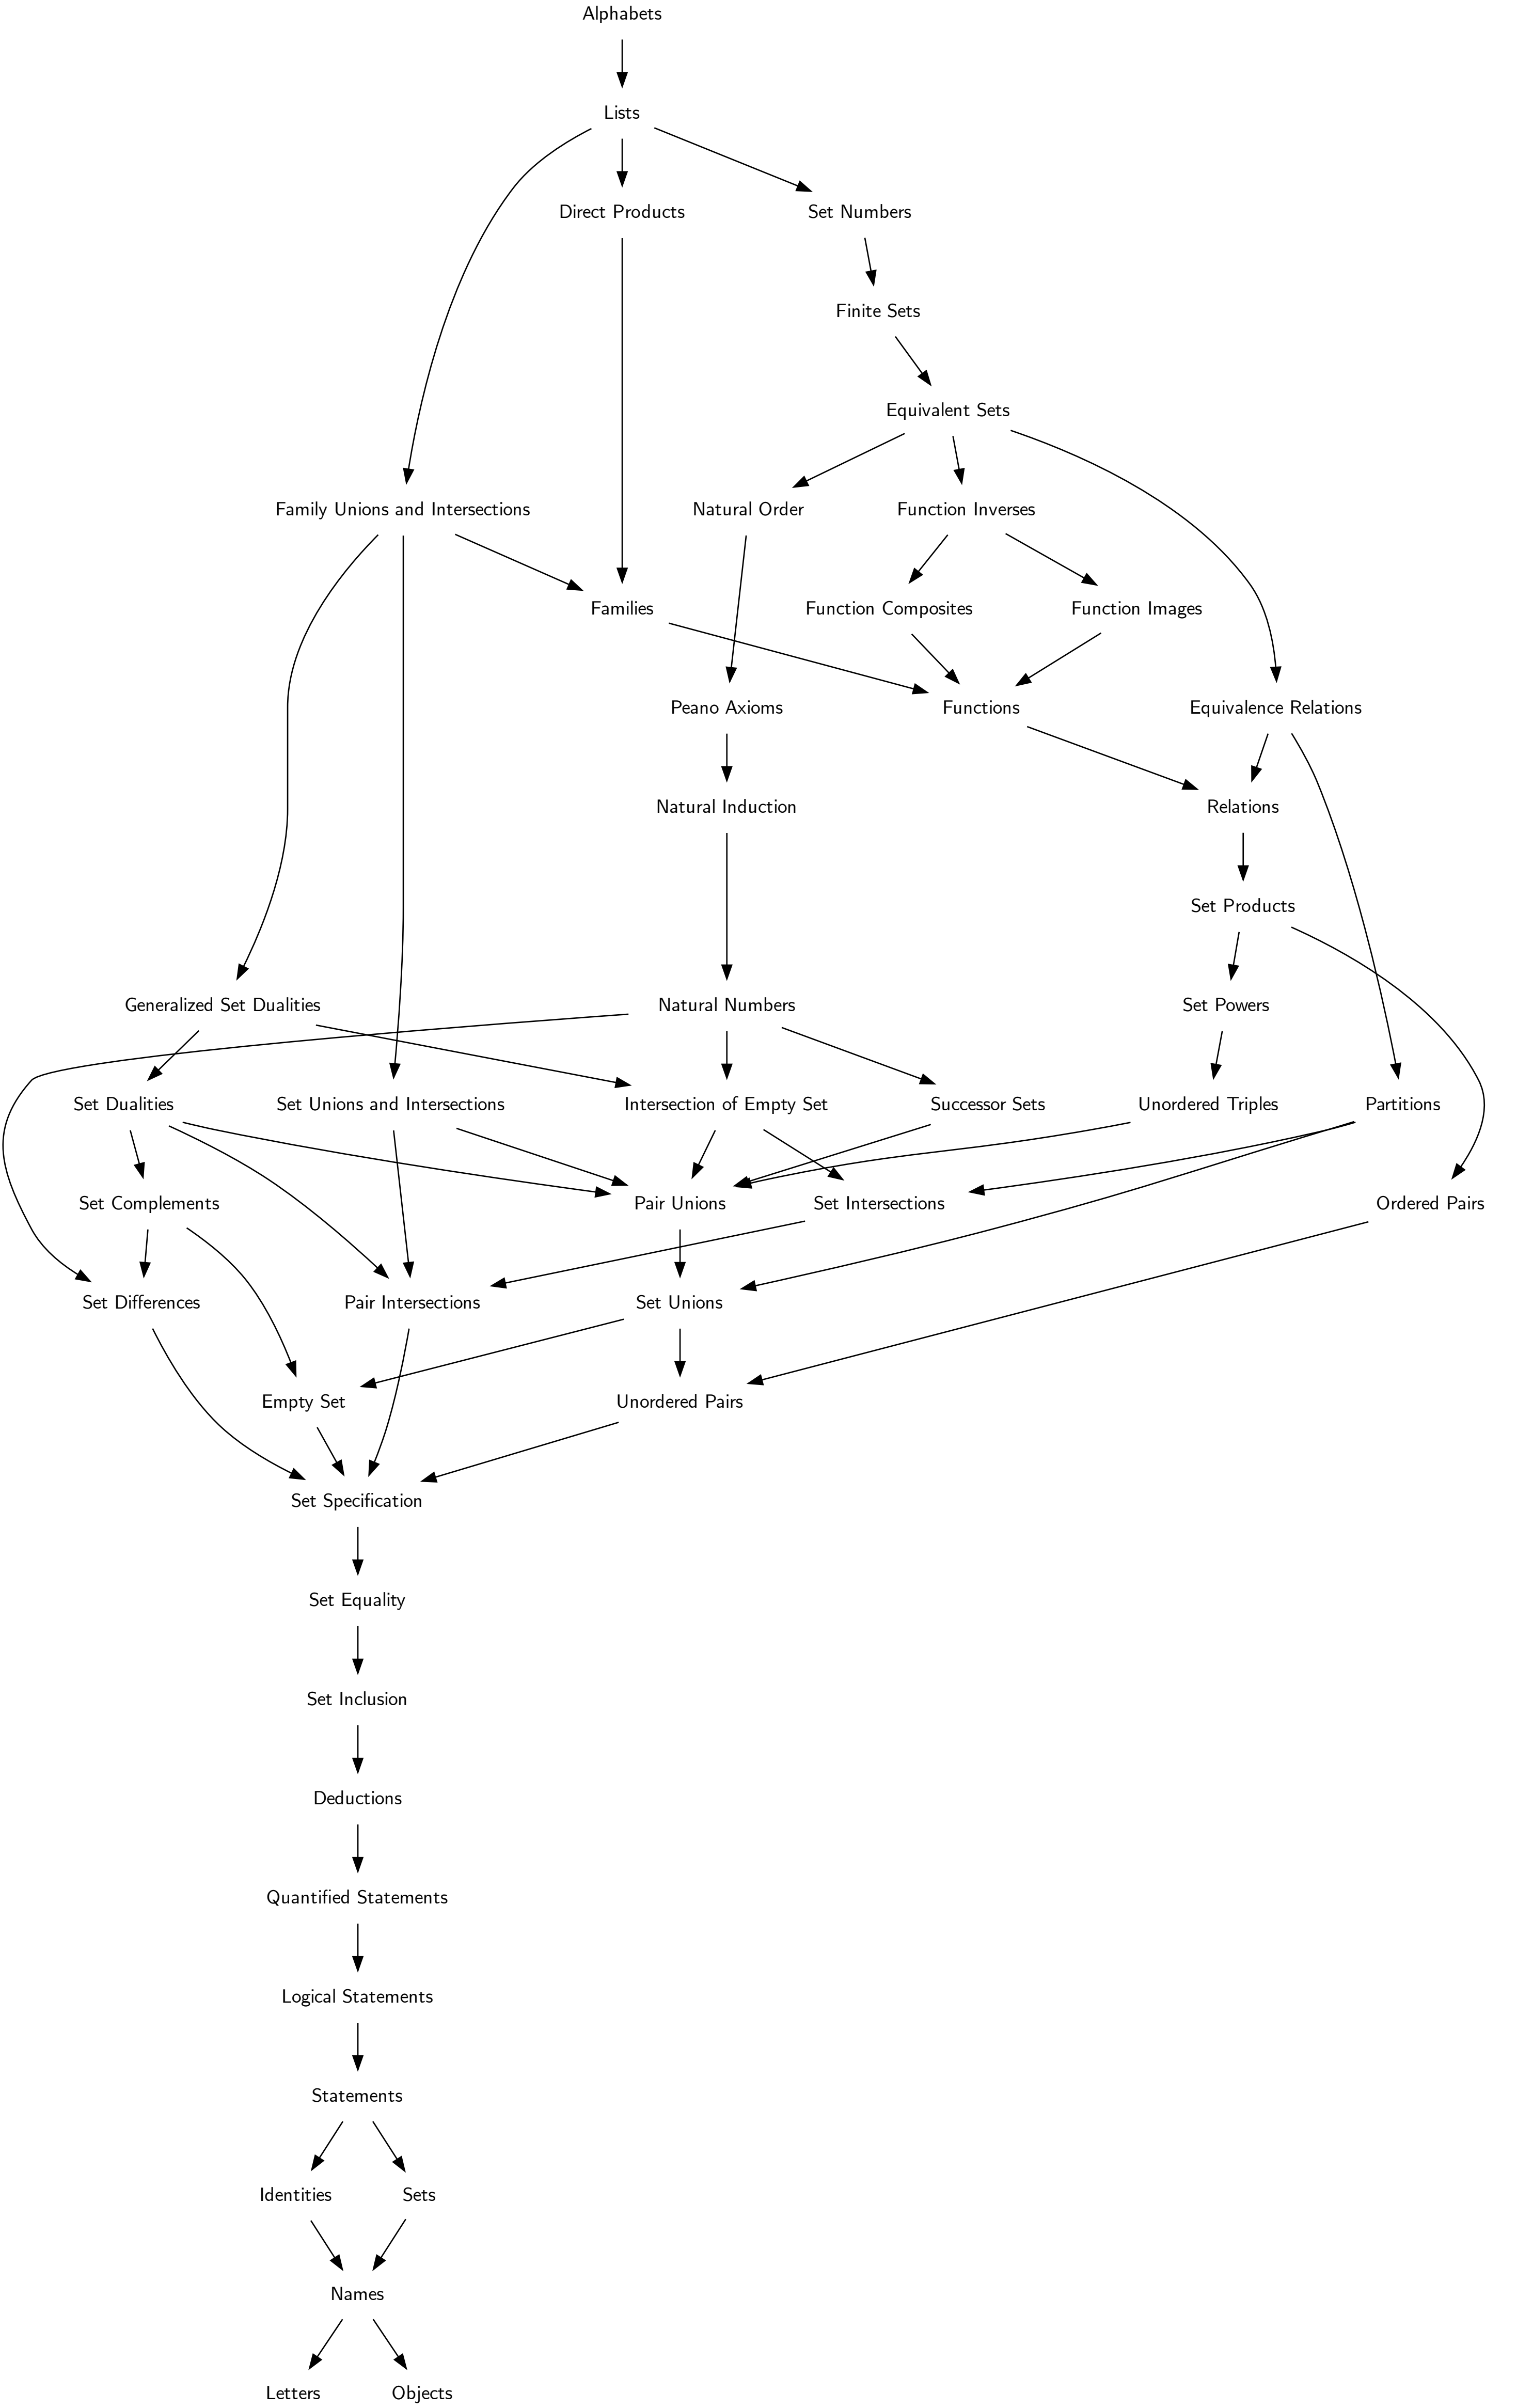 Alphabets
Lists
Direct Products
Set Numbers
Finite Sets
Equivalent Sets
Family Unions and Intersections
Natural Order
Function Inverses
Families
Function Composites
Function Images
Peano Axioms
Functions
Equivalence Relations
Natural Induction
Relations
Set Products
Generalized Set Dualities
Natural Numbers
Set Powers
Set Dualities
Set Unions and Intersections
Intersection of Empty Set
Successor Sets
Unordered Triples
Partitions
Set Complements
Pair Unions
Set Intersections
Ordered Pairs
Set Differences
Pair Intersections
Set Unions
Empty Set
Unordered Pairs
Set Specification
Set Equality
Set Inclusion
Deductions
Quantified Statements
Logical Statements
Statements
Identities
Sets
Names
Letters
Objects